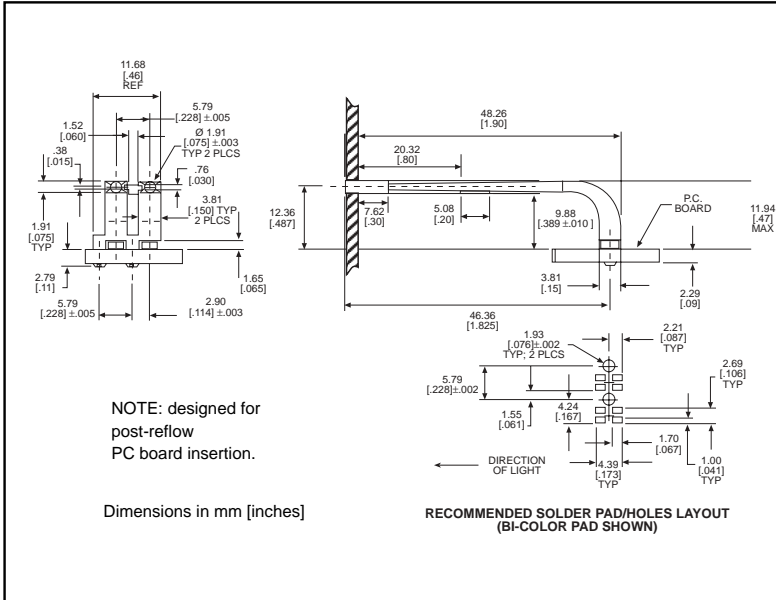 11.68
[.46]
REF
5.79
[.228] ±.005
1.52
[.060]
Ø 1.91
[.075] ±.003
TYP 2 PLCS
.38
[.015]
.76
[.030]
3.81
[.150] TYP
2 PLCS
1.91
[.075]
TYP
2.79
[.11]
1.65
[.065]
5.79
[.228] ±.005
2.90
[.114] ±.003
48.26
[1.90]
20.32
[.80]
12.36
[.487]
7.62
[.30]
5.08
[.20]
9.88
[.389 ±.010 ]
P.C.
BOARD
11.94
[.47]
MAX
3.81
[.15]
2.29
[.09]
46.36
[1.825]
1.93
[.076]±.002
TYP; 2 PLCS
2.21
[.087]
TYP
5.79
[.228]±.002
2.69
[.106]
TYP
1.55
[.061]
4.24
[.167]
1.70
[.067]
DIRECTION
OF LIGHT
4.39
[.173]
TYP
1.00
[.041]
TYP
NOTE: designed for
post-reflow
PC board insertion.
Dimensions in mm [inches]
RECOMMENDED SOLDER PAD/HOLES LAYOUT
(BI-COLOR PAD SHOWN)